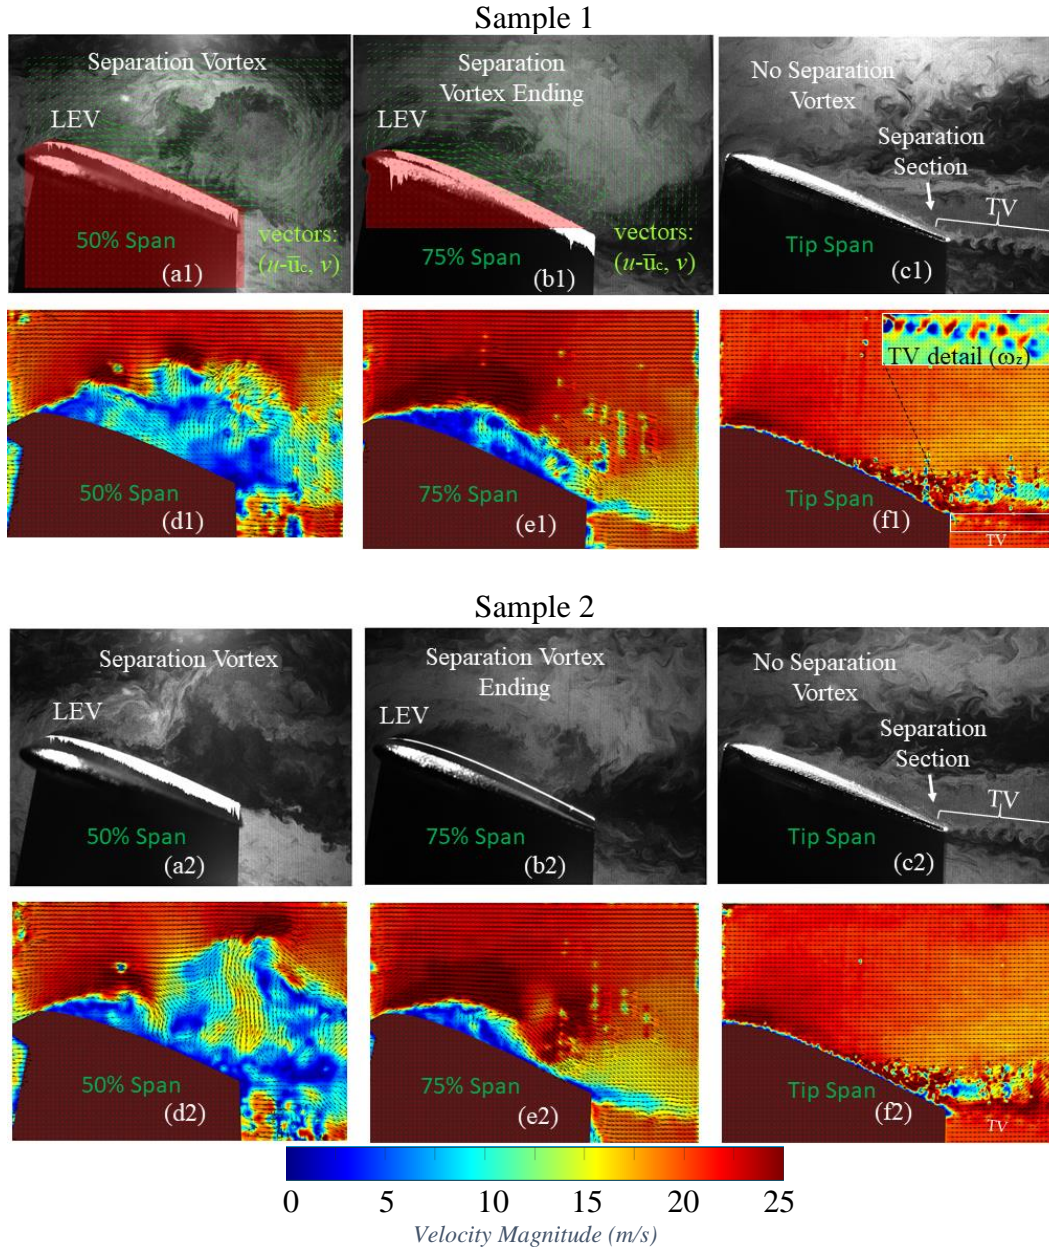 Sample 1
Separation Vortex
LEV
50% Span
(a1)
vectors:
(u-u̅c, v)
Separation
Vortex Ending
LEV
75% Span
(b1)
vectors:
(u-u̅c, v)
No Separation
Vortex
Separation
Section
TV
Tip Span
(c1)
50% Span
(d1)
75% Span
(e1)
TV detail (ωz)
Tip Span
(f1)
TV
Sample 2
Separation Vortex
LEV
50% Span
(a2)
Separation Vortex
Ending
LEV
75% Span
(b2)
No Separation
Vortex
Separation
Section
TV
Tip Span
(c2)
50% Span
(d2)
75% Span
(e2)
Tip Span
(f2)
TV
0 5 10 15 20 25
Velocity Magnitude (m/s)